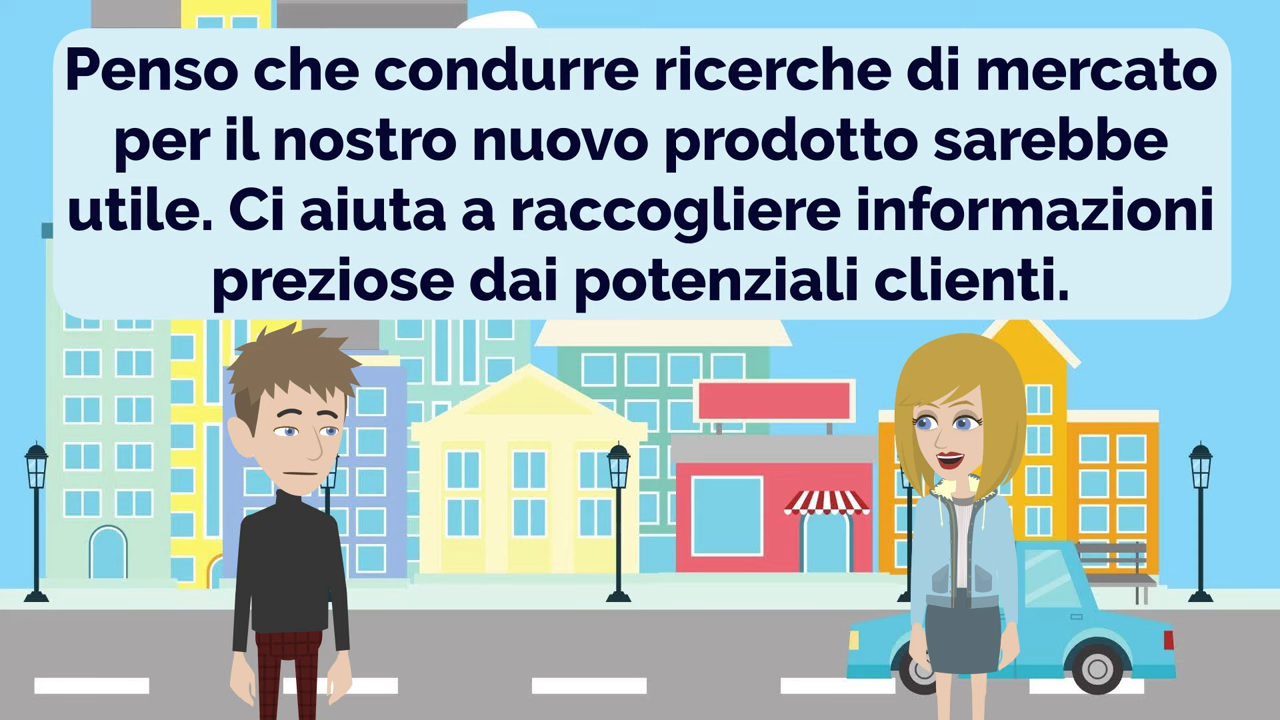 Penso che condurre ricerche di mercato
per il nostro nuovo prodotto sarebbe
utile. Ci aiuta a raccogliere informazioni
preziose dai potenziali clienti.